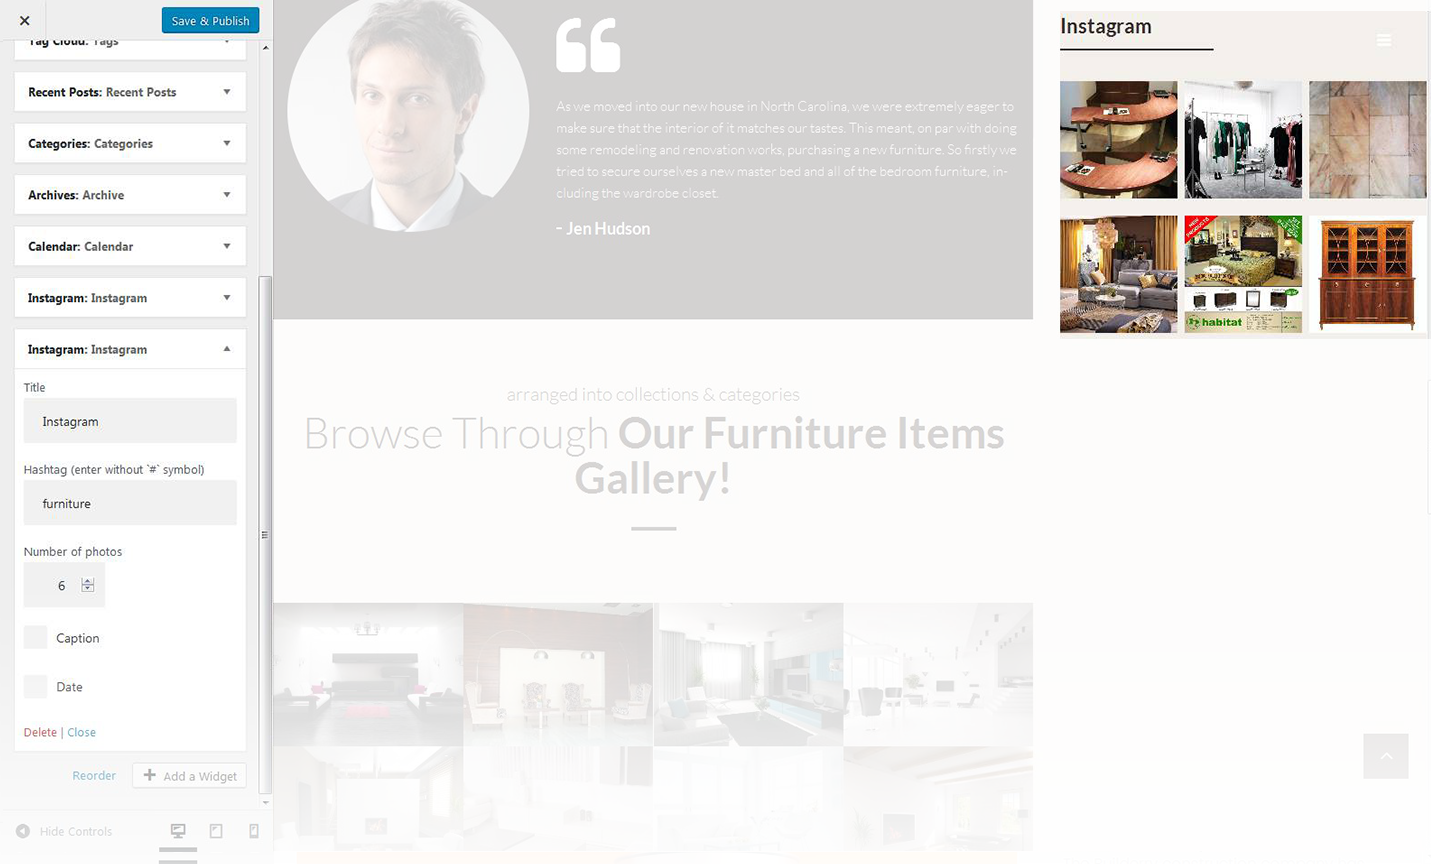 Save & Publish
Tag Cloud: Tags
Recent Posts: Recent Posts
Categories: Categories
Archives: Archive
Calendar: Calendar
Instagram: Instagram
Instagram: Instagram
Title
Instagram
Hashtag (enter without `#` symbol)
furniture
Number of photos
6
Caption
Date
Delete | Close
Reorder
Add a Widget
Hide Controls
As we moved into our new house in North Carolina, we were extremely eager to
make sure that the interior of it matches our tastes. This meant, on par with doing
some remodeling and renovation works, purchasing a new furniture. So firstly we
tried to secure ourselves a new master bed and all of the bedroom furniture, in-
cluding the wardrobe closet.
- Jen Hudson
arranged into collections & categories
Browse Through Our Furniture Items
Gallery!
Instagram
habitat